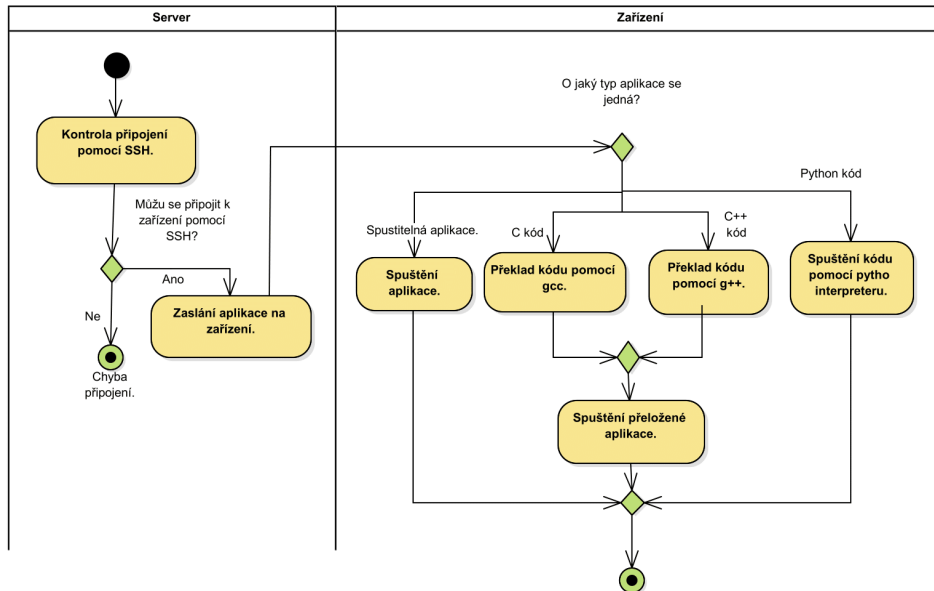 Server
Zařízení
Kontrola připojení
pomocí SSH.
Můžu se připojit k
zařízení pomocí
SSH?
Ano
Ne
Zaslání aplikace na
zařízení.
Chyba
připojení.
O jaký typ aplikace se
jedná?
Spustitelná aplikace.
C kód
C++
kód
Python kód
Spuštění
aplikace.
Překlad kódu pomocí
gcc.
Překlad kódu
pomocí g++.
Spuštění kódu
pomocí pytho
interpreteru.
Spuštění přeložené
aplikace.